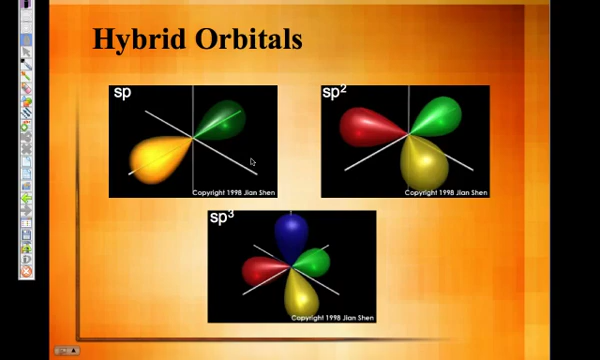 Hybrid Orbitals
sp
Copyright 1998 Jian Shen
sp²
Copyright 1998 Jian Shen
sp³
Copyright 1998 Jian Shen